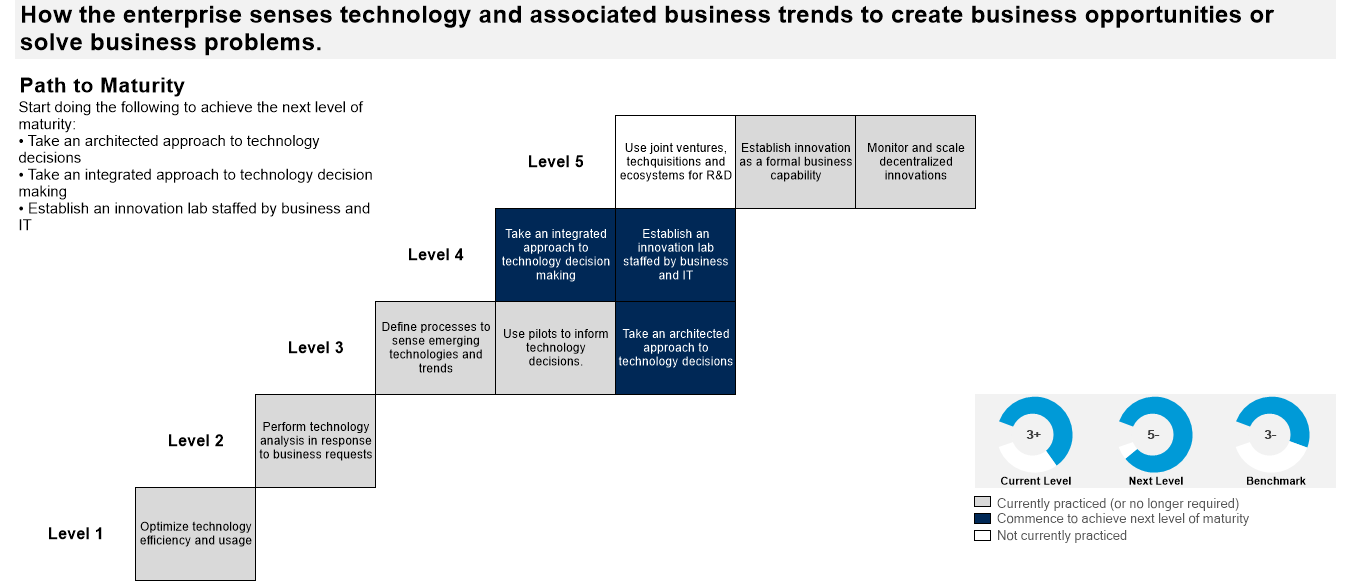 How the enterprise senses technology and associated business trends to create business opportunities or
solve business problems.
Path to Maturity
Start doing the following to achieve the next level of
maturity:
• Take an architected approach to technology
decisions
• Take an integrated approach to technology decision
making
• Establish an innovation lab staffed by business and
IT
Level 5
Use joint ventures,
techquisitions and
ecosystems for R&D
Establish innovation
as a formal business
capability
Monitor and scale
decentralized
innovations
Level 4
Take an integrated
approach to
technology decision
making
Establish an
innovation lab
staffed by business
and IT
Level 3
Define processes to
sense emerging
technologies and
trends
Use pilots to inform
technology
decisions.
Take an architected
approach to
technology decisions
Level 2
Perform technology
analysis in response
to business requests
Level 1
Optimize technology
efficiency and usage
3+
Current Level
5-
Next Level
3-
Benchmark
Currently practiced (or no longer required)
Commence to achieve next level of maturity
Not currently practiced